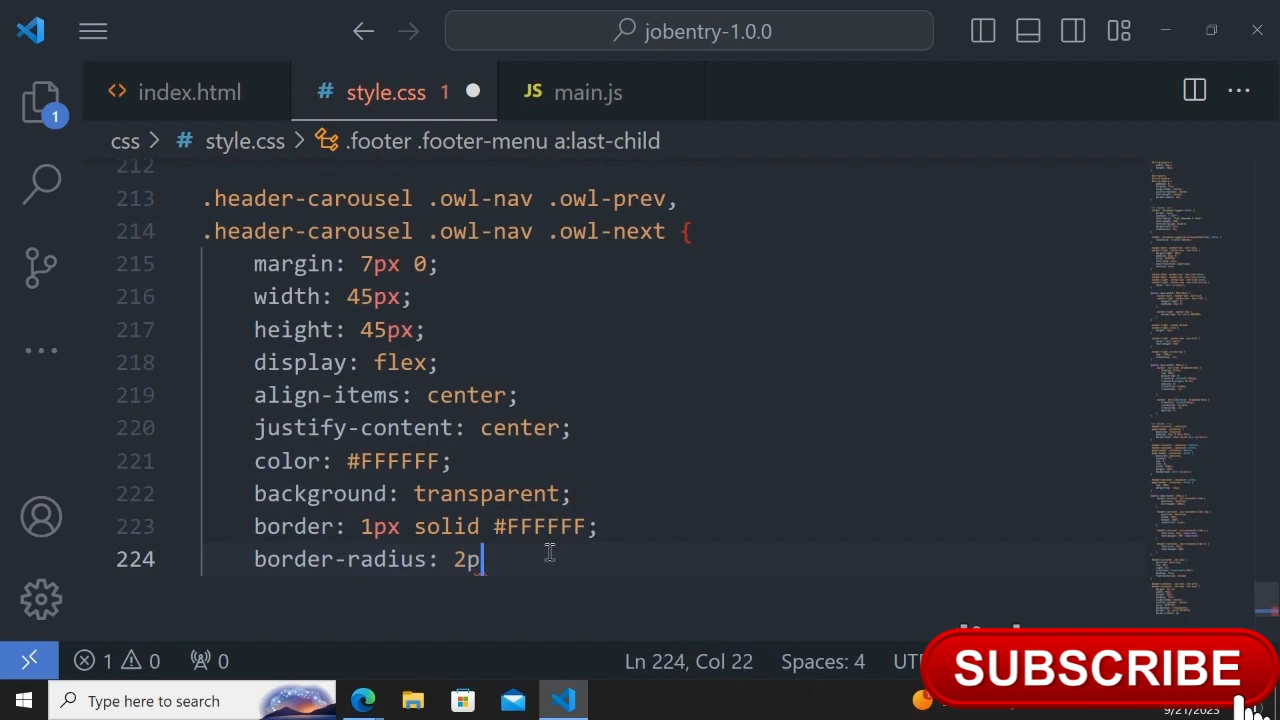 jobentry-1.0.0
index.html
# style.css 1
JS main.js
css > # style.css > .footer .footer-menu a:last-child
1
212
213 .header-carousel .owl-nav .owl-prev,
214 .header-carousel .owl-nav .owl-next {
215 margin: 7px 0;
216 width: 45px;
217 height: 45px;
218 display: flex;
219 align-items: center;
220 justify-content: center;
221 color: #FFFFFF;
222 background: transparent;
223 border: 1px solid #FFFFFF;
224 border-radius: 2p
1 0 0
Ln 224, Col 22 Spaces: 4 UT
SUBSCRIBE
Type here to search
9/21/2023